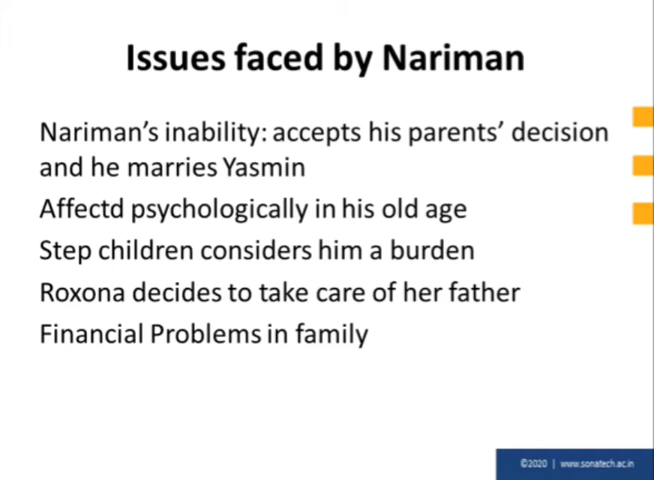 Issues faced by Nariman
Nariman's inability: accepts his parents' decision
and he marries Yasmin
Affectd psychologically in his old age
Step children considers him a burden
Roxona decides to take care of her father
Financial Problems in family
©2020 | www.sonatech.ac.in